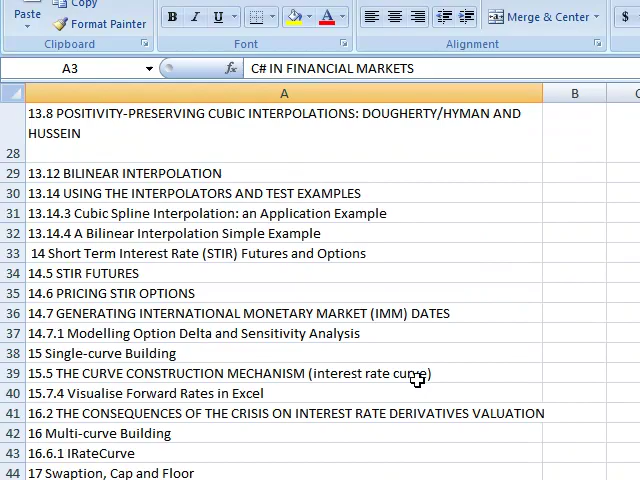 Copy
Paste
Format Painter
B I U A $
Merge & Center
Clipboard
Font
Alignment
A3
fx
C# IN FINANCIAL MARKETS
A
B
28
13.8 POSITIVITY-PRESERVING CUBIC INTERPOLATIONS: DOUGHERTY/HYMAN AND
HUSSEIN
29 13.12 BILINEAR INTERPOLATION
30 13.14 USING THE INTERPOLATORS AND TEST EXAMPLES
31 13.14.3 Cubic Spline Interpolation: an Application Example
32 13.14.4 A Bilinear Interpolation Simple Example
33 14 Short Term Interest Rate (STIR) Futures and Options
34 14.5 STIR FUTURES
35 14.6 PRICING STIR OPTIONS
36 14.7 GENERATING INTERNATIONAL MONETARY MARKET (IMM) DATES
37 14.7.1 Modelling Option Delta and Sensitivity Analysis
38 15 Single-curve Building
39 15.5 THE CURVE CONSTRUCTION MECHANISM (interest rate curve)
40 15.7.4 Visualise Forward Rates in Excel
41 16.2 THE CONSEQUENCES OF THE CRISIS ON INTEREST RATE DERIVATIVES VALUATION
42 16 Multi-curve Building
43 16.6.1 IRateCurve
44 17 Swaption, Cap and Floor